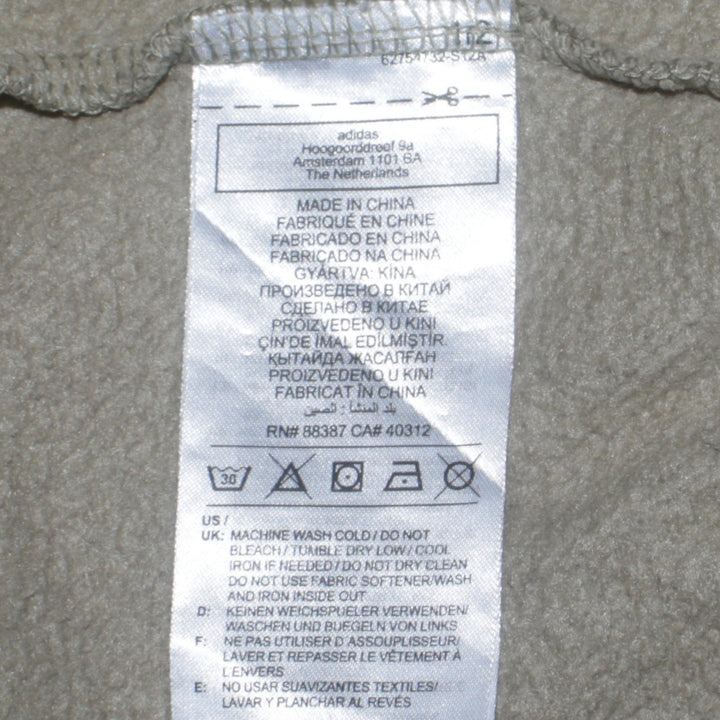 1.2
62754732-S12A
adidas
Hoogoorddreef 9a
Amsterdam 1101 BA
The Netherlands
MADE IN CHINA
FABRIQUÉ EN CHINE
FABRICADO EN CHINA
FABRICADO NA CHINA
GYÁRTVA: KÍNA
ПРОИЗВЕДЕНО В КИТАЙ
СДЕЛАНО В КИТАЕ
PROIZVEDENO U KINI
ÇİN'DE İMAL EDİLMİŞTİR
ҚЫТАЙДА ЖАСАЛҒАН
PROIZVEDENO U KINI
FABRICAT ÎN CHINA
بلد المنشأ : الصين
RN# 88387 CA# 40312
30
US /
UK: MACHINE WASH COLD / DO NOT
BLEACH / TUMBLE DRY LOW / COOL
IRON IF NEEDED / DO NOT DRY CLEAN
DO NOT USE FABRIC SOFTENER/WASH
AND IRON INSIDE OUT
D: KEINEN WEICHSPUELER VERWENDEN/
WASCHEN UND BUEGELN VON LINKS
F: NE PAS UTILISER D'ASSOUPLISSEUR/
LAVER ET REPASSER LE VÊTEMENT À
L'ENVERS
E: NO USAR SUAVIZANTES TEXTILES/
LAVAR Y PLANCHAR AL REVÉS